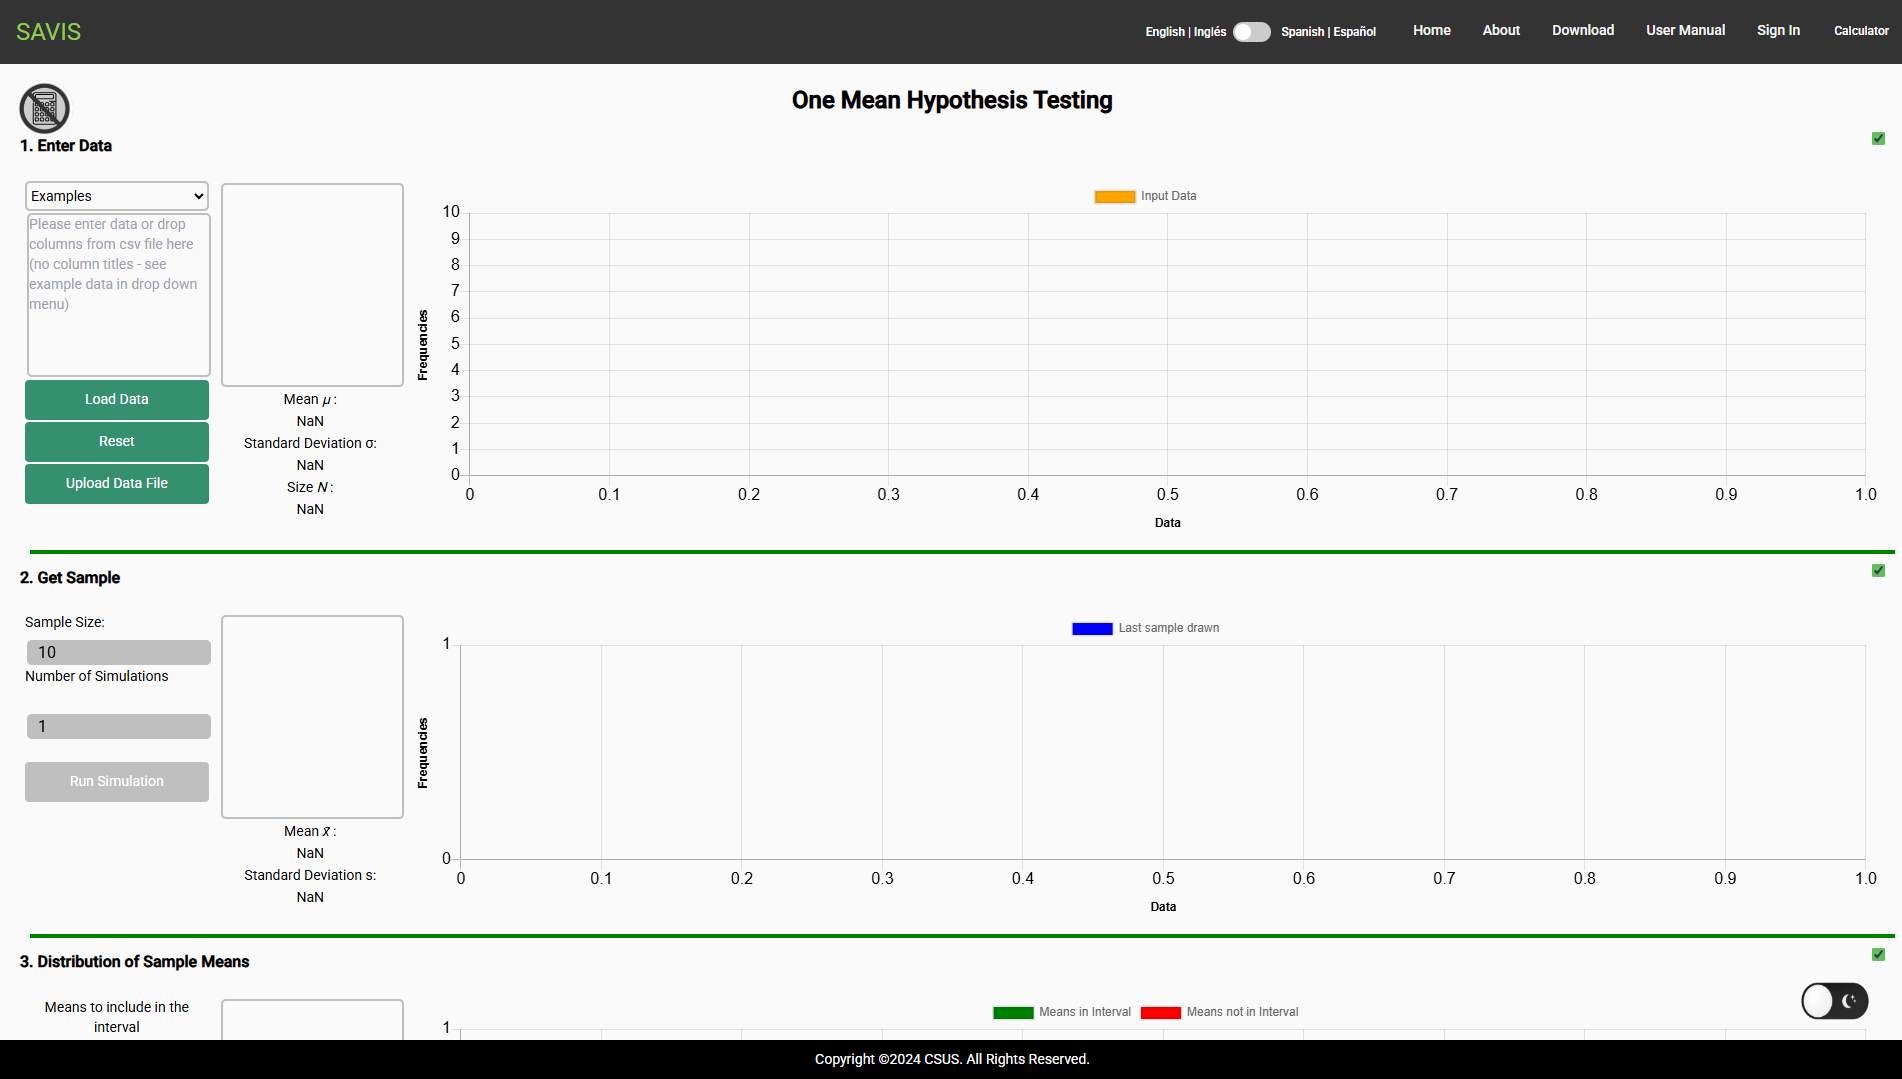 SAVIS
English | Inglés
Spanish | Español
Home
About
Download
User Manual
Sign In
Calculator
One Mean Hypothesis Testing
1. Enter Data
Examples
Please enter data or drop
columns from csv file here
(no column titles - see
example data in drop down
menu)
Load Data
Reset
Upload Data File
Mean μ :
NaN
Standard Deviation σ:
NaN
Size N :
NaN
Input Data
Frequencies
10
9
8
7
6
5
4
3
2
1
0
0 0.1 0.2 0.3 0.4 0.5 0.6 0.7 0.8 0.9 1.0
Data
2. Get Sample
Sample Size:
10
Number of Simulations
1
Run Simulation
Mean x̄ :
NaN
Standard Deviation s:
NaN
Last sample drawn
Frequencies
1
0
0 0.1 0.2 0.3 0.4 0.5 0.6 0.7 0.8 0.9 1.0
Data
3. Distribution of Sample Means
Means to include in the
interval
Means in Interval
Means not in Interval
1
Copyright ©2024 CSUS. All Rights Reserved.